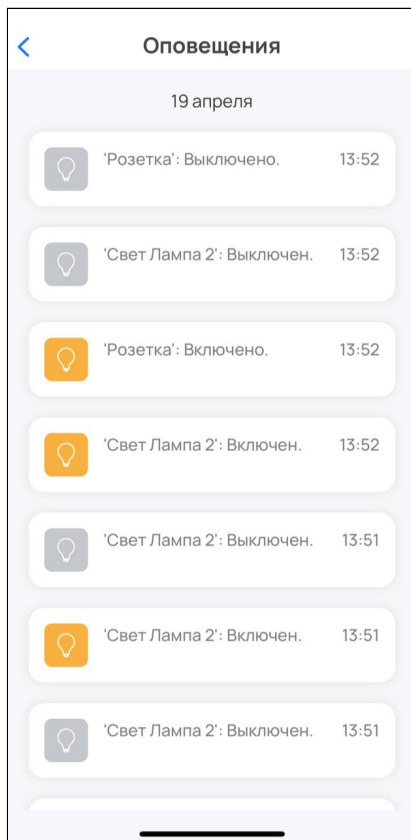 Оповещения
19 апреля
'Розетка': Выключено. 13:52
'Свет Лампа 2': Выключен. 13:52
'Розетка': Включено. 13:52
'Свет Лампа 2': Включен. 13:52
'Свет Лампа 2': Выключен. 13:51
'Свет Лампа 2': Включен. 13:51
'Свет Лампа 2': Выключен. 13:51